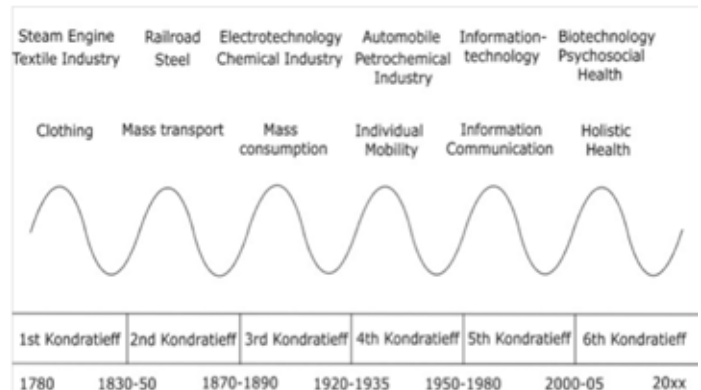 Steam Engine
Textile Industry
Railroad
Steel
Electrotechnology
Chemical Industry
Automobile
Petrochemical
Industry
Information-
technology
Biotechnology
Psychosocial
Health
Clothing
Mass transport
Mass
consumption
Individual
Mobility
Information
Communication
Holistic
Health
1st Kondratieff
2nd Kondratieff
3rd Kondratieff
4th Kondratieff
5th Kondratieff
6th Kondratieff
1780
1830-50
1870-1890
1920-1935
1950-1980
2000-05
20xx